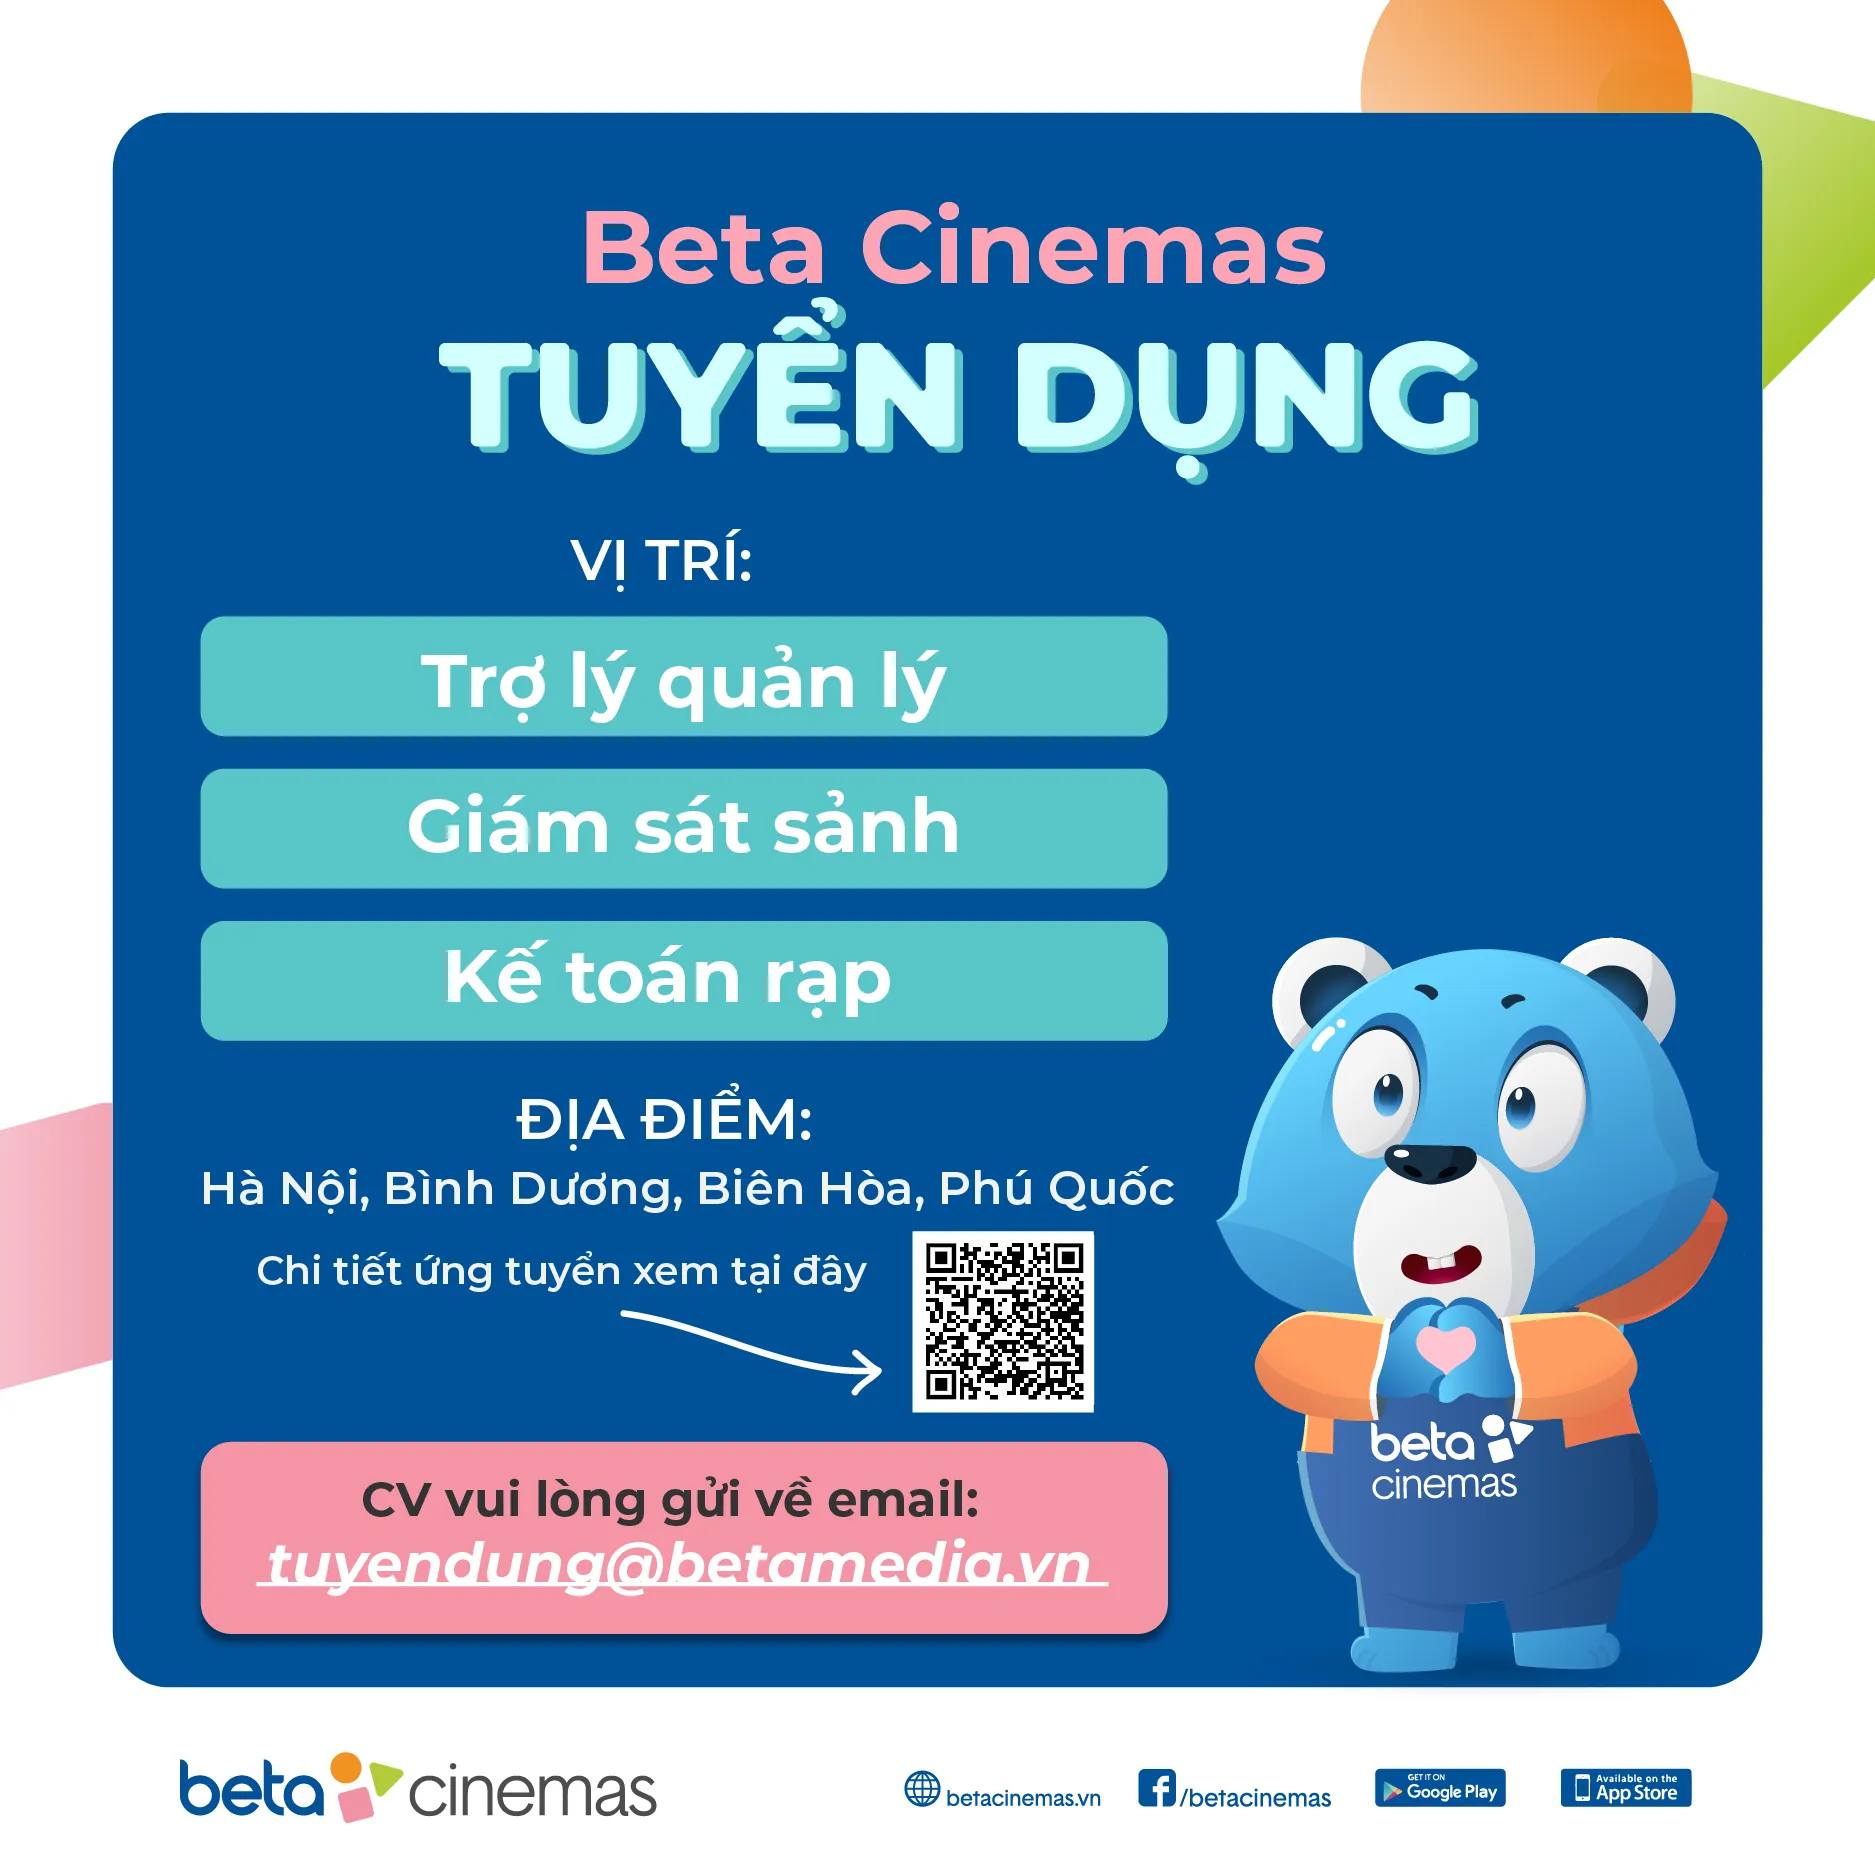 Beta Cinemas
TUYỂN DỤNG
VỊ TRÍ:
Trợ lý quản lý
Giám sát sảnh
Kế toán rạp
ĐỊA ĐIỂM:
Hà Nội, Bình Dương, Biên Hòa, Phú Quốc
Chi tiết ứng tuyển xem tại đây
CV vui lòng gửi về email:
tuyendung@betamedia.vn
beta
cinemas
beta cinemas
betacinemas.vn
/betacinemas
GET IT ON
Google Play
Available on the
App Store